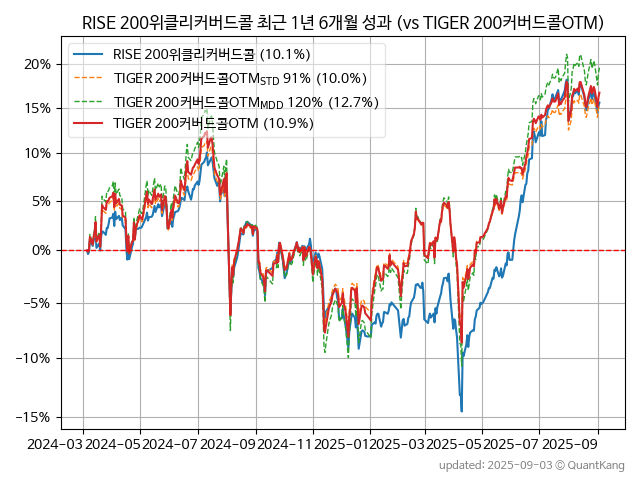 RISE 200위클리커버드콜 최근 1년 6개월 성과 (vs TIGER 200커버드콜OTM)
RISE 200위클리커버드콜 (10.1%)
TIGER 200커버드콜OTM_STD 91% (10.0%)
TIGER 200커버드콜OTM_MDD 120% (12.7%)
TIGER 200커버드콜OTM (10.9%)
20%
15%
10%
5%
0%
−5%
−10%
−15%
2024-03 2024-05 2024-07 2024-09 2024-11 2025-01 2025-03 2025-05 2025-07 2025-09
updated: 2025-09-03 © QuantKang